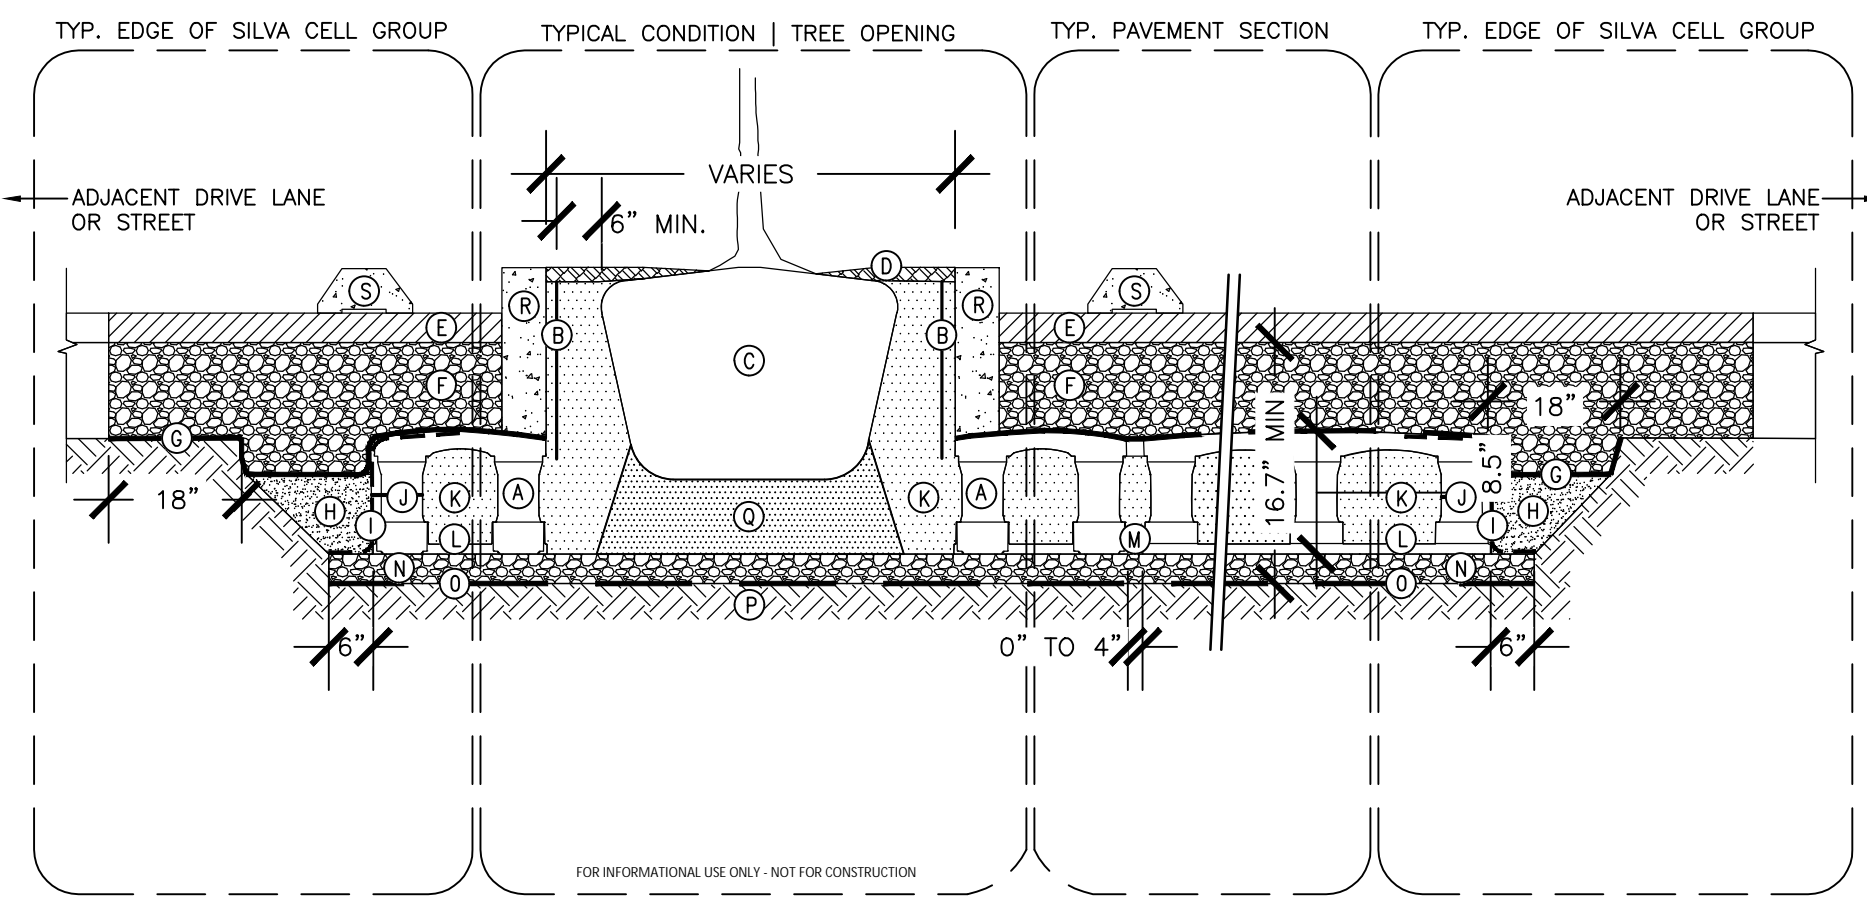 TYP. EDGE OF SILVA CELL GROUP
TYPICAL CONDITION | TREE OPENING
TYP. PAVEMENT SECTION
TYP. EDGE OF SILVA CELL GROUP
VARIES
6” MIN.
ADJACENT DRIVE LANE
OR STREET
ADJACENT DRIVE LANE
OR STREET
D
S
R
R
S
E
B
B
E
C
F
F
18”
G
G
16.7” MIN
8.5”
18”
J
K
A
K
A
K
J
H
Q
H
I
I
L
M
L
N
N
O
O
P
6”
0” TO 4”
6”
FOR INFORMATIONAL USE ONLY - NOT FOR CONSTRUCTION